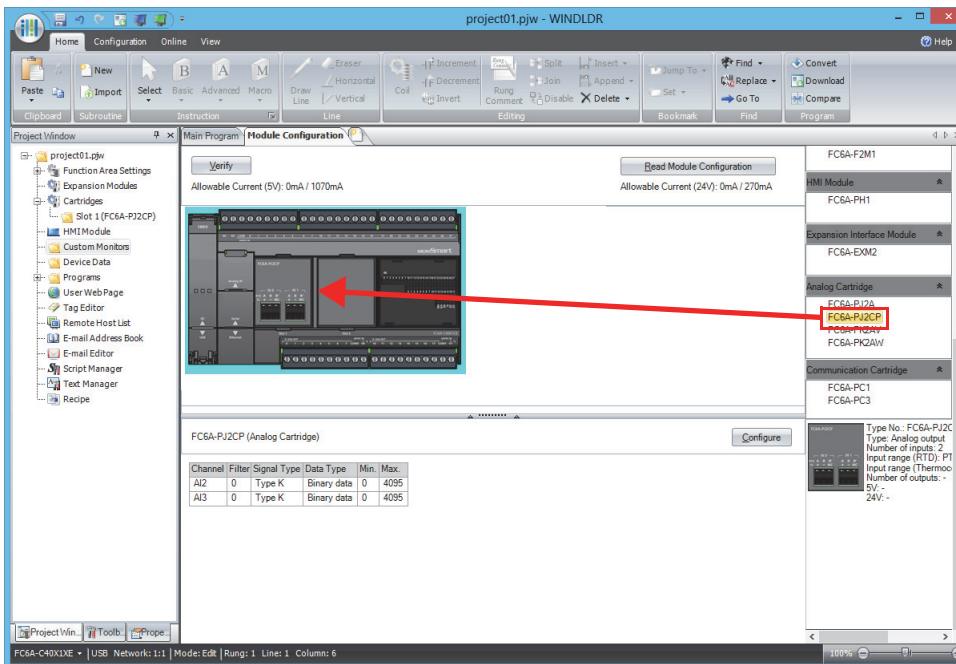 project01.pjw - WINDLDR
Home Configuration Online View Help
Paste New Import Select Basic Advanced Macro Draw Line Eraser Horizontal Vertical Coil Increment Decrement Invert Rung Comment Split Join Disable Insert Append Delete Jump To Set Find Replace Go To Convert Download Compare
Clipboard Subroutine Instruction Line Editing Bookmark Find Program
Project Window
project01.pjw
Function Area Settings
Expansion Modules
Cartridges
Slot 1 (FC6A-PJ2CP)
HMI Module
Custom Monitors
Device Data
Programs
User Web Page
Tag Editor
Remote Host List
E-mail Address Book
E-mail Editor
Script Manager
Text Manager
Recipe
Project Win... Toolb... Prope...
Main Program Module Configuration
Verify Read Module Configuration
Allowable Current (5V): 0mA / 1070mA Allowable Current (24V): 0mA / 270mA
FC6A-PJ2CP (Analog Cartridge) Configure
Channel Filter Signal Type Data Type Min. Max.
AI2 0 Type K Binary data 0 4095
AI3 0 Type K Binary data 0 4095
FC6A-F2M1
HMI Module
FC6A-PH1
Expansion Interface Module
FC6A-EXM2
Analog Cartridge
FC6A-PJ2A
FC6A-PJ2CP
FC6A-PK2AV
FC6A-PK2AW
Communication Cartridge
FC6A-PC1
FC6A-PC3
Type No.: FC6A-PJ2C
Type: Analog output
Number of inputs: 2
Input range (RTD): PT
Input range (Thermoco
Number of outputs: -
5V: -
24V: -
FC6A-C40X1XE USB Network: 1:1 Mode: Edit Rung: 1 Line: 1 Column: 6 100%